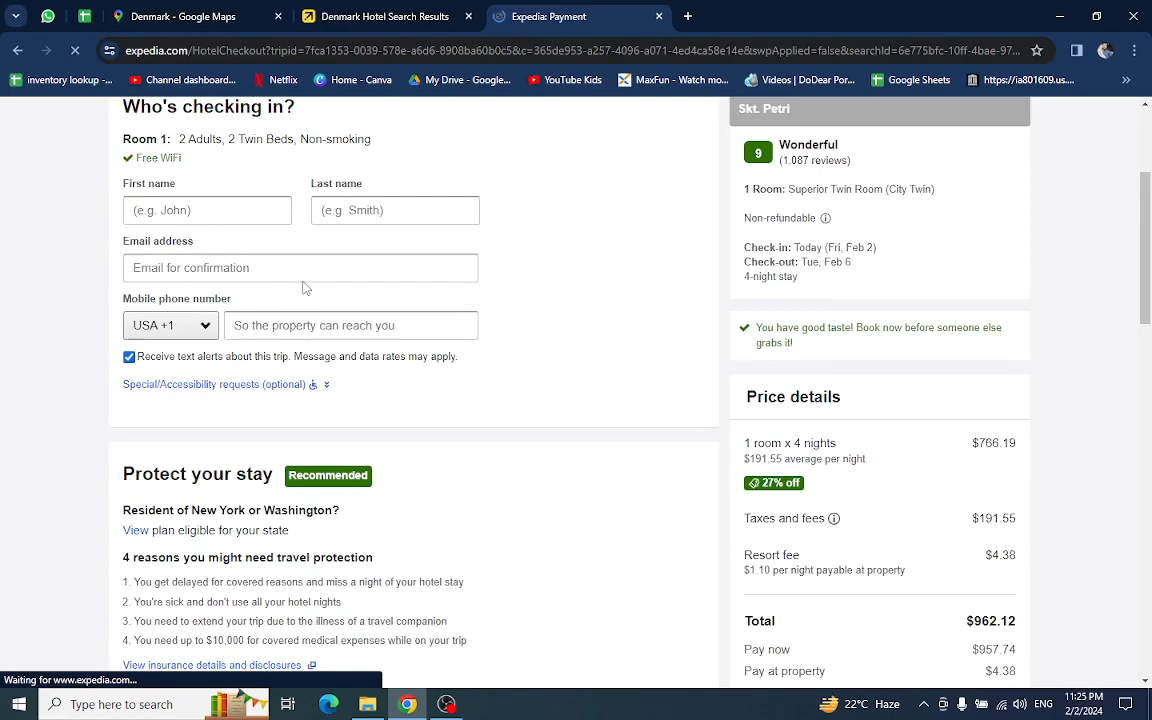 Denmark - Google Maps
Denmark Hotel Search Results
Expedia: Payment
expedia.com/HotelCheckout?tripid=7fca1353-0039-578e-a6d6-8908ba60b0c5&c=365de953-a257-4096-a071-4ed4ca58e14e&swpApplied=false&searchId=6e775bfc-10ff-4bae-97...
inventory lookup -...
Channel dashboard...
Netflix
Home - Canva
My Drive - Google...
YouTube Kids
MaxFun - Watch mo...
Videos | DoDear Por...
Google Sheets
https://ia801609.us....
Who's checking in?
Room 1: 2 Adults, 2 Twin Beds, Non-smoking
Free WiFi
First name
Last name
(e.g. John)
(e.g. Smith)
Email address
Email for confirmation
Mobile phone number
USA +1
So the property can reach you
Receive text alerts about this trip. Message and data rates may apply.
Special/Accessibility requests (optional)
Protect your stay
Recommended
Resident of New York or Washington?
View plan eligible for your state
4 reasons you might need travel protection
1. You get delayed for covered reasons and miss a night of your hotel stay
2. You're sick and don't use all your hotel nights
3. You need to extend your trip due to the illness of a travel companion
4. You need up to $10,000 for covered medical expenses while on your trip
View insurance details and disclosures
Skt. Petri
9
Wonderful
(1,087 reviews)
1 Room: Superior Twin Room (City Twin)
Non-refundable
Check-in: Today (Fri, Feb 2)
Check-out: Tue, Feb 6
4-night stay
You have good taste! Book now before someone else
grabs it!
Price details
1 room x 4 nights
$766.19
$191.55 average per night
27% off
Taxes and fees
$191.55
Resort fee
$4.38
$1.10 per night payable at property
Total
$962.12
Pay now
$957.74
Pay at property
$4.38
Waiting for www.expedia.com...
Type here to search
22°C Haze
ENG
11:25 PM
2/2/2024